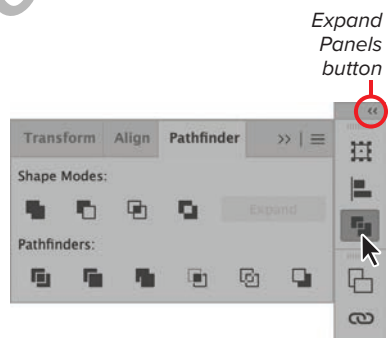 Expand
Panels
button
Transform Align Pathfinder
Shape Modes:
Expand
Pathfinders: